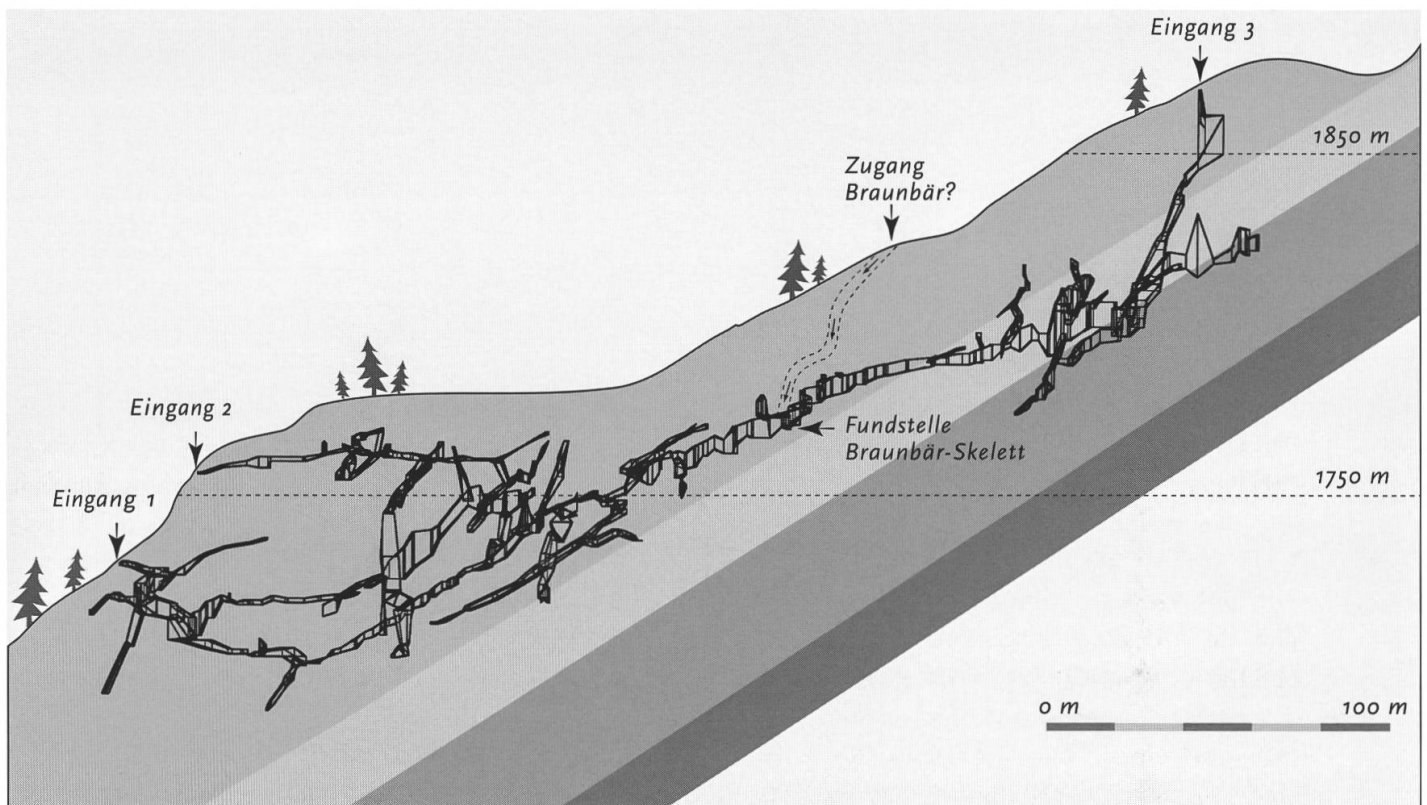 Eingang 3
1850 m
Zugang
Braunbär?
Eingang 2
Fundstelle
Braunbär-Skelett
Eingang 1
1750 m
0 m
100 m